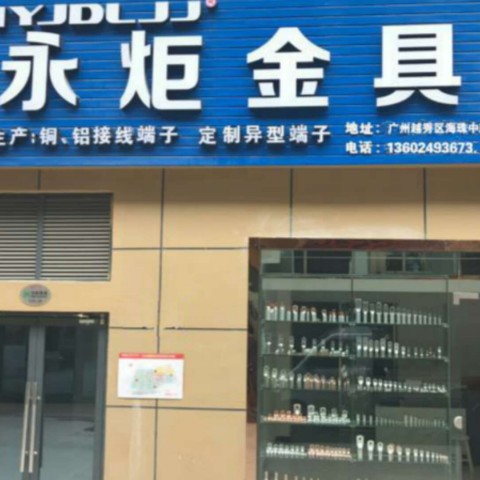 YJDLJJ
永炬金具
生产:铜、铝接线端子 定制异型端子
地址:广州越秀区海珠中
电话:13602493673.